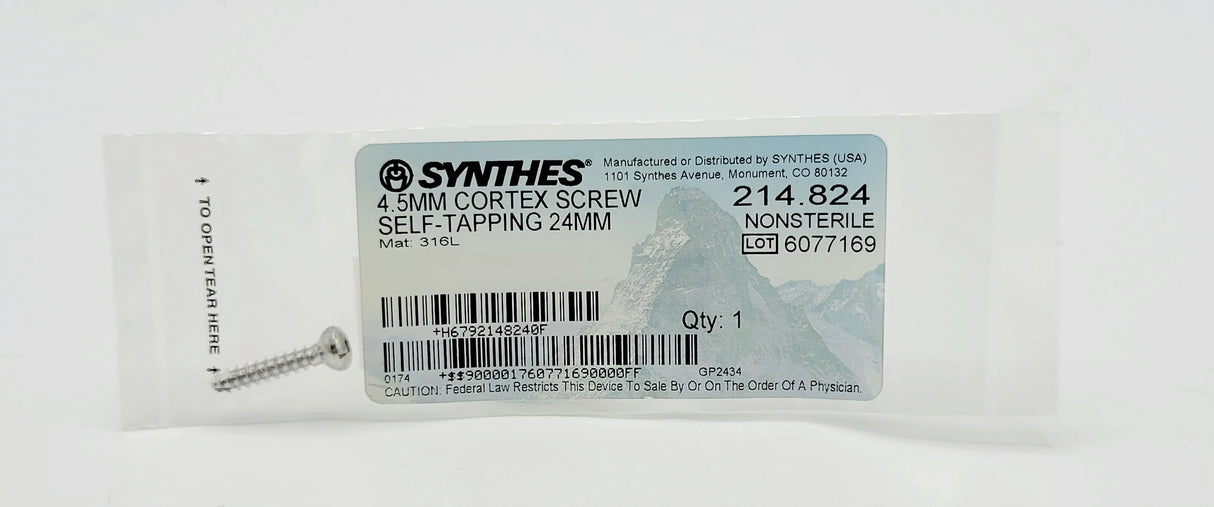 ↑ TO OPEN TEAR HERE ↑
SYNTHES®
Manufactured or Distributed by SYNTHES (USA)
1101 Synthes Avenue, Monument, CO 80132
4.5MM CORTEX SCREW
SELF-TAPPING 24MM
Mat: 316L
214.824
NONSTERILE
LOT 6077169
+H6792148240F
Qty: 1
0174 +$$900001760771690000FF GP2434
CAUTION: Federal Law Restricts This Device To Sale By Or On The Order Of A Physician.